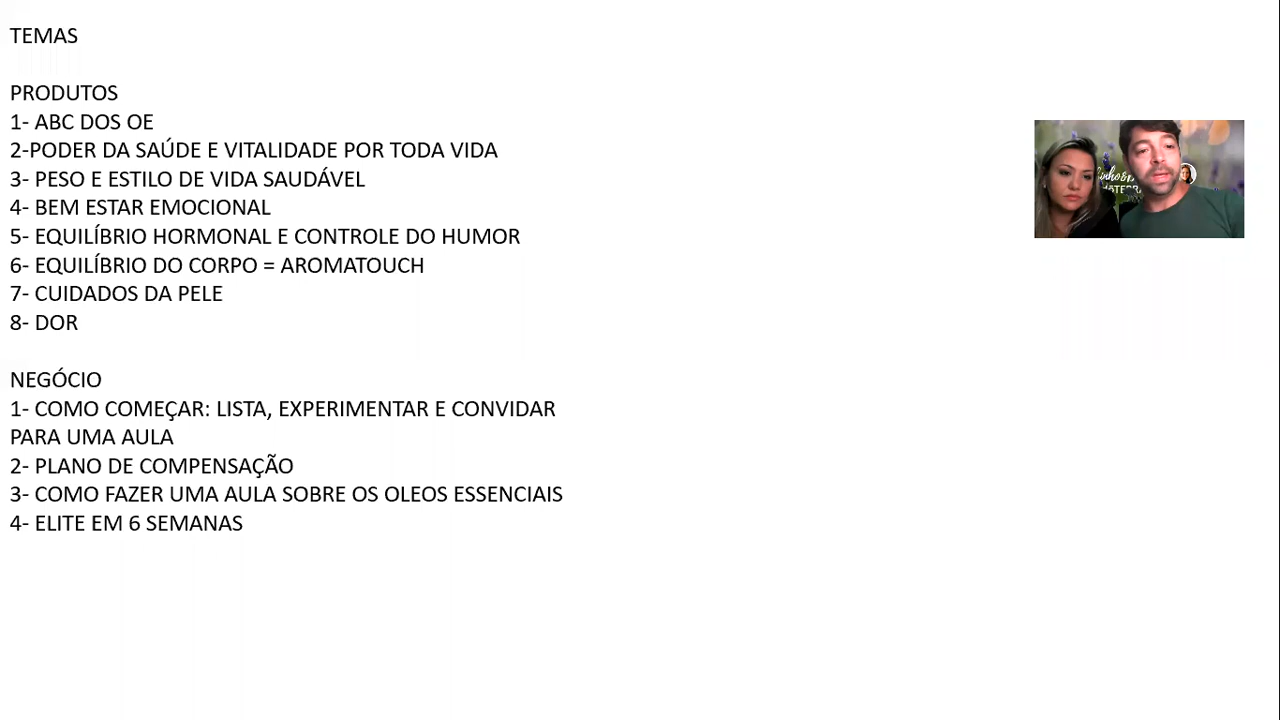 TEMAS
PRODUTOS
1- ABC DOS OE
2-PODER DA SAÚDE E VITALIDADE POR TODA VIDA
3- PESO E ESTILO DE VIDA SAUDÁVEL
4- BEM ESTAR EMOCIONAL
5- EQUILÍBRIO HORMONAL E CONTROLE DO HUMOR
6- EQUILÍBRIO DO CORPO = AROMATOUCH
7- CUIDADOS DA PELE
8- DOR
NEGÓCIO
1- COMO COMEÇAR: LISTA, EXPERIMENTAR E CONVIDAR
PARA UMA AULA
2- PLANO DE COMPENSAÇÃO
3- COMO FAZER UMA AULA SOBRE OS OLEOS ESSENCIAIS
4- ELITE EM 6 SEMANAS